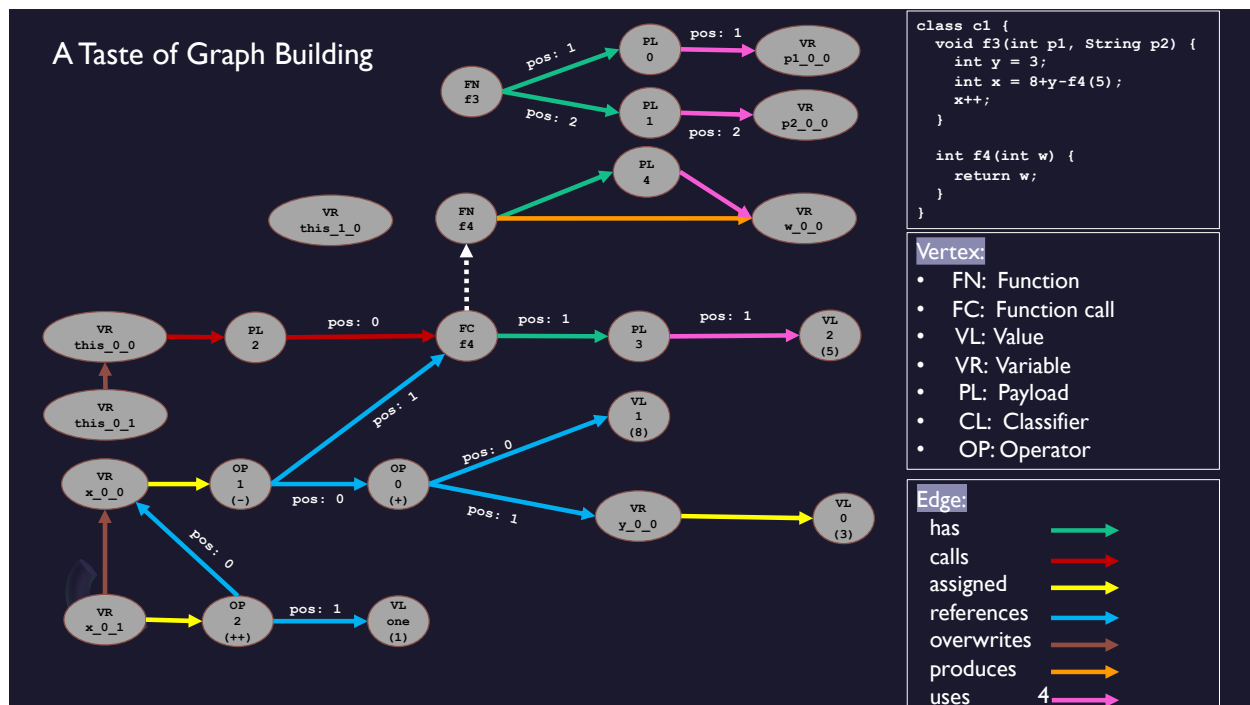 A Taste of Graph Building
FN
f3
pos: 1
pos: 2
PL
0
pos: 1
VR
p1_0_0
PL
1
pos: 2
VR
p2_0_0
PL
4
FN
f4
VR
w_0_0
VR
this_1_0
VR
this_0_0
PL
2
pos: 0
FC
f4
pos: 1
PL
3
pos: 1
VL
2
(5)
VR
this_0_1
pos: 1
VL
1
(8)
VR
x_0_0
OP
1
(-)
pos: 0
OP
0
(+)
pos: 0
pos: 1
VR
y_0_0
VL
0
(3)
pos: 0
VR
x_0_1
OP
2
(++)
pos: 1
VL
one
(1)
class c1 {
void f3(int p1, String p2) {
int y = 3;
int x = 8+y-f4(5);
x++;
}
int f4(int w) {
return w;
}
}
Vertex:
• FN: Function
• FC: Function call
• VL: Value
• VR: Variable
• PL: Payload
• CL: Classifier
• OP: Operator
Edge:
has
calls
assigned
references
overwrites
produces
uses
4